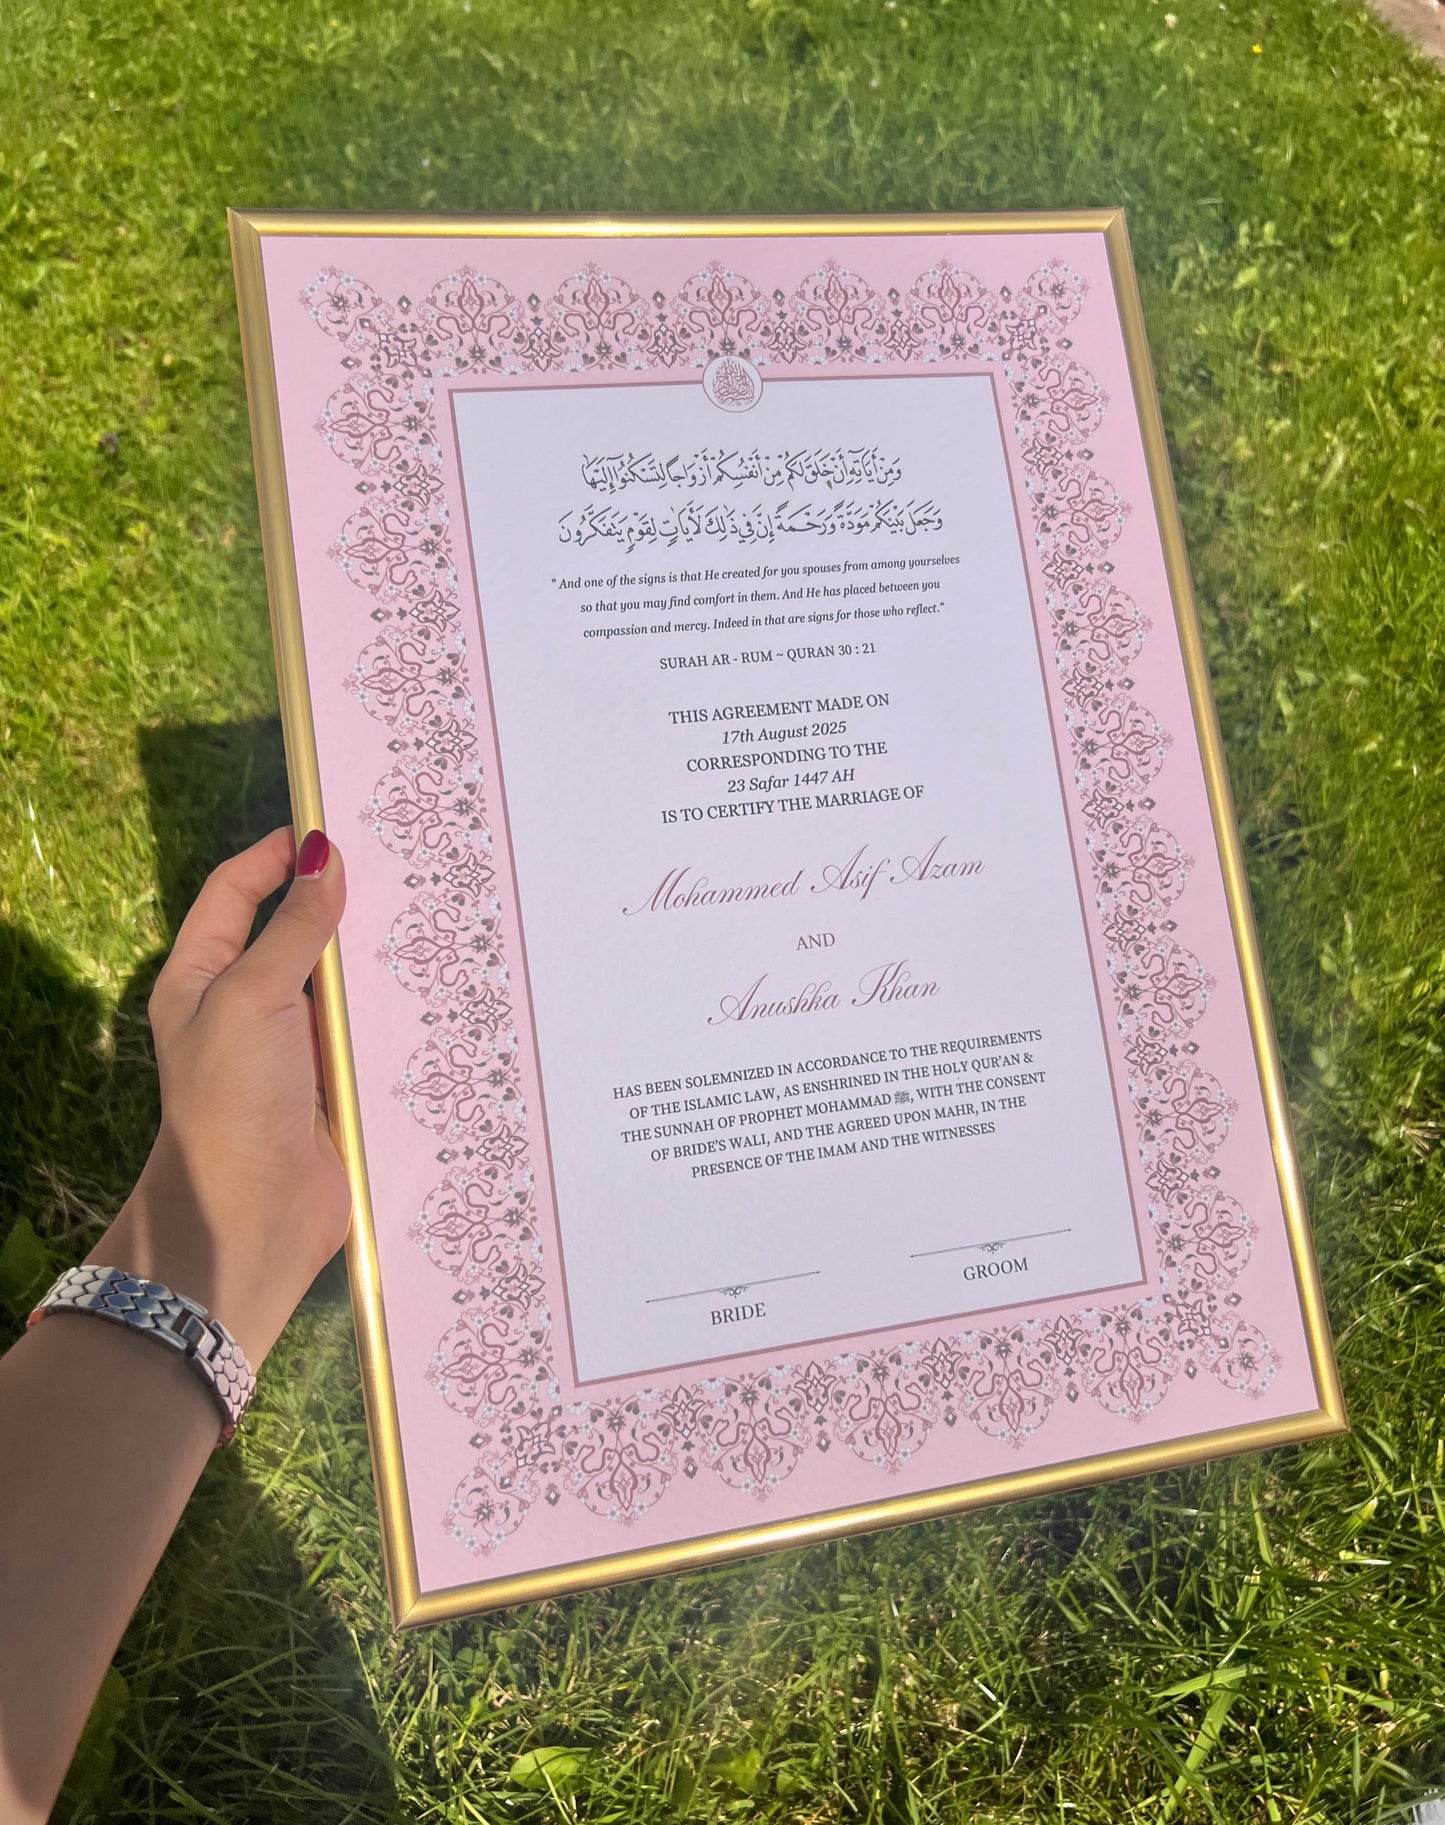 وَمِنْ أَيَاتِهِ أَنْ خَلَقَ لَكُمْ مِنْ أَنْفُسِكُمْ أَزْوَاجًا لِتَسْكُنُوا إِلَيْهَا
وَجَعَلَ بَيْنَكُمْ مَوَدَّةً وَرَحْمَةً إِنَّ فِي ذَلِكَ لَأَيَاتٍ لِقَوْمٍ يَتَفَكَّرُونَ
" And one of the signs is that He created for you spouses from among yourselves
so that you may find comfort in them. And He has placed between you
compassion and mercy. Indeed in that are signs for those who reflect."
SURAH AR - RUM ~ QURAN 30 : 21
THIS AGREEMENT MADE ON
17th August 2025
CORRESPONDING TO THE
23 Safar 1447 AH
IS TO CERTIFY THE MARRIAGE OF
Mohammed Asif Azam
AND
Anushka Khan
HAS BEEN SOLEMNIZED IN ACCORDANCE TO THE REQUIREMENTS
OF THE ISLAMIC LAW, AS ENSHRINED IN THE HOLY QUR'AN &
THE SUNNAH OF PROPHET MOHAMMAD ﷺ, WITH THE CONSENT
OF BRIDE'S WALI, AND THE AGREED UPON MAHR, IN THE
PRESENCE OF THE IMAM AND THE WITNESSES
BRIDE
GROOM